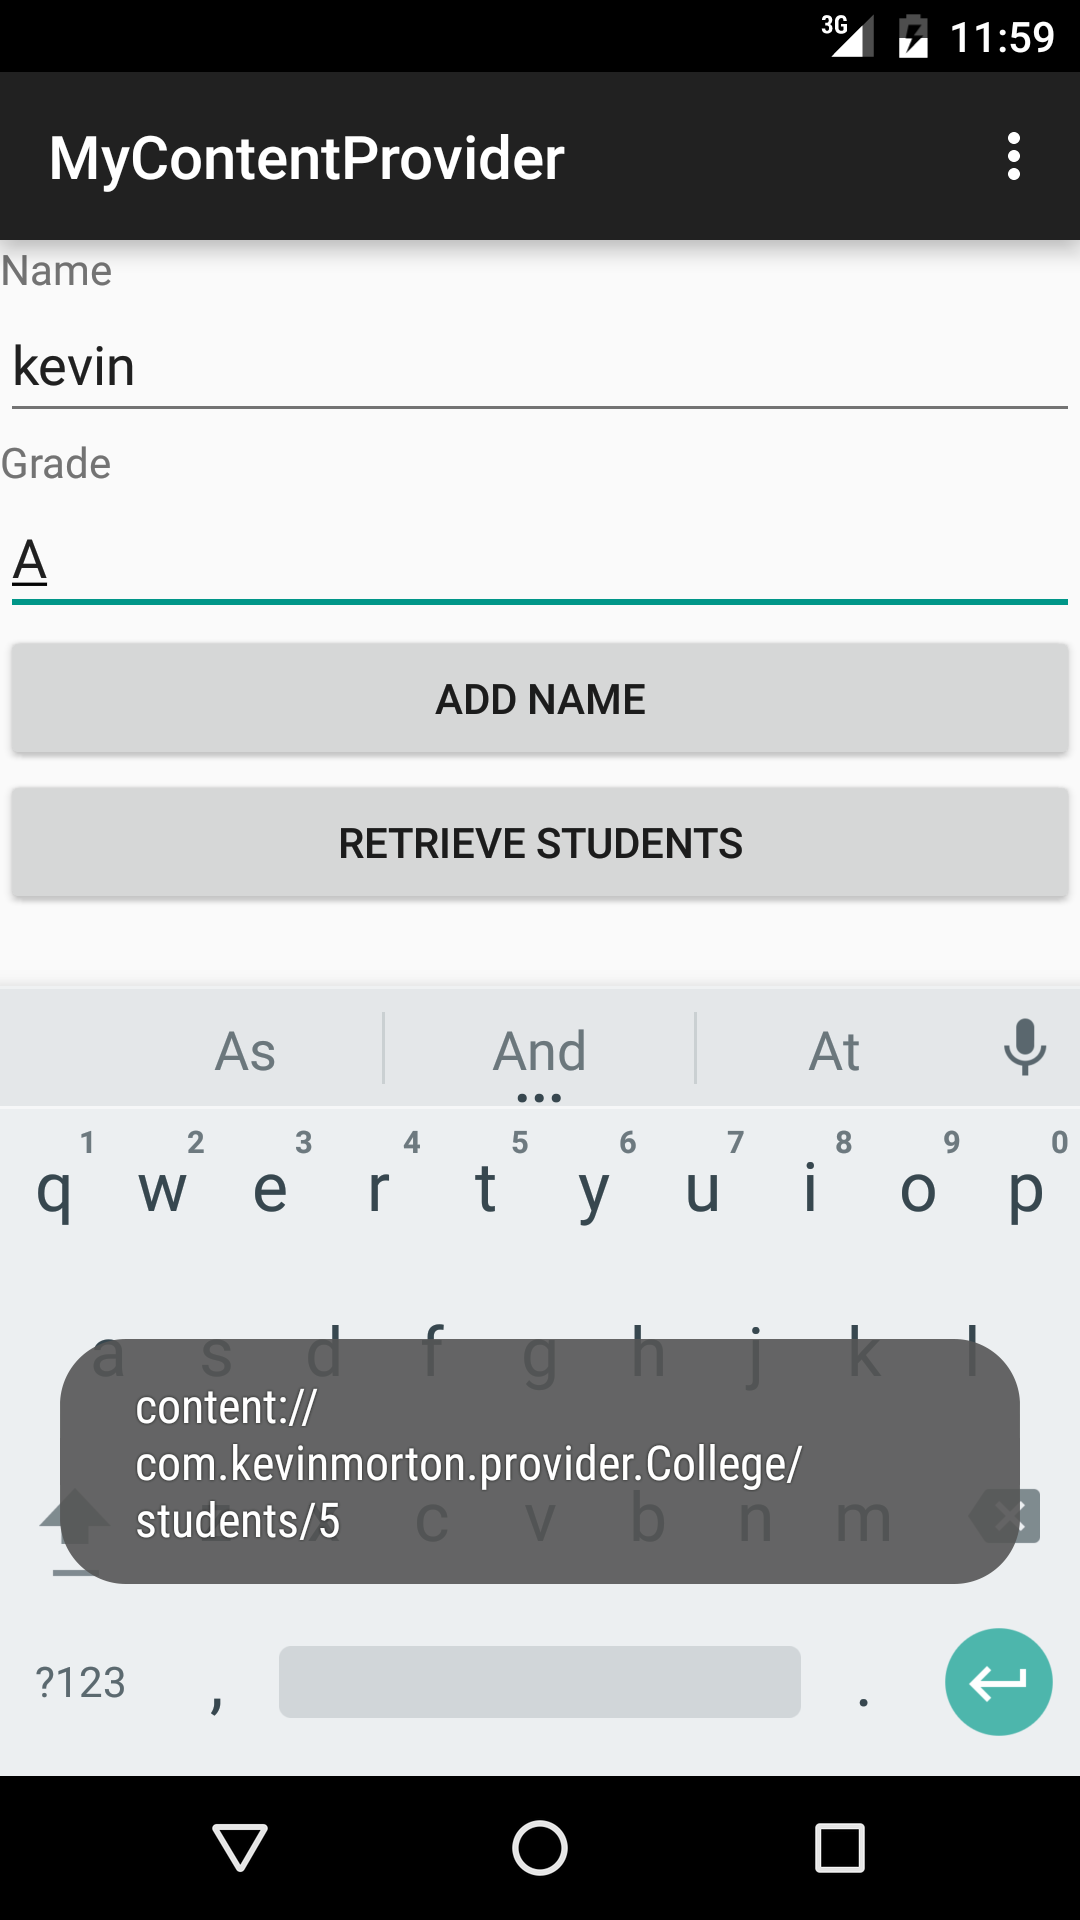 3G 11:59
MyContentProvider
Name
kevin
Grade
A
ADD NAME
RETRIEVE STUDENTS
As And At
1 2 3 4 5 6 7 8 9 0
q w e r t y u i o p
a s d f g h j k l
content://
com.kevinmorton.provider.College/
students/5
z x c v b n m
?123 , .